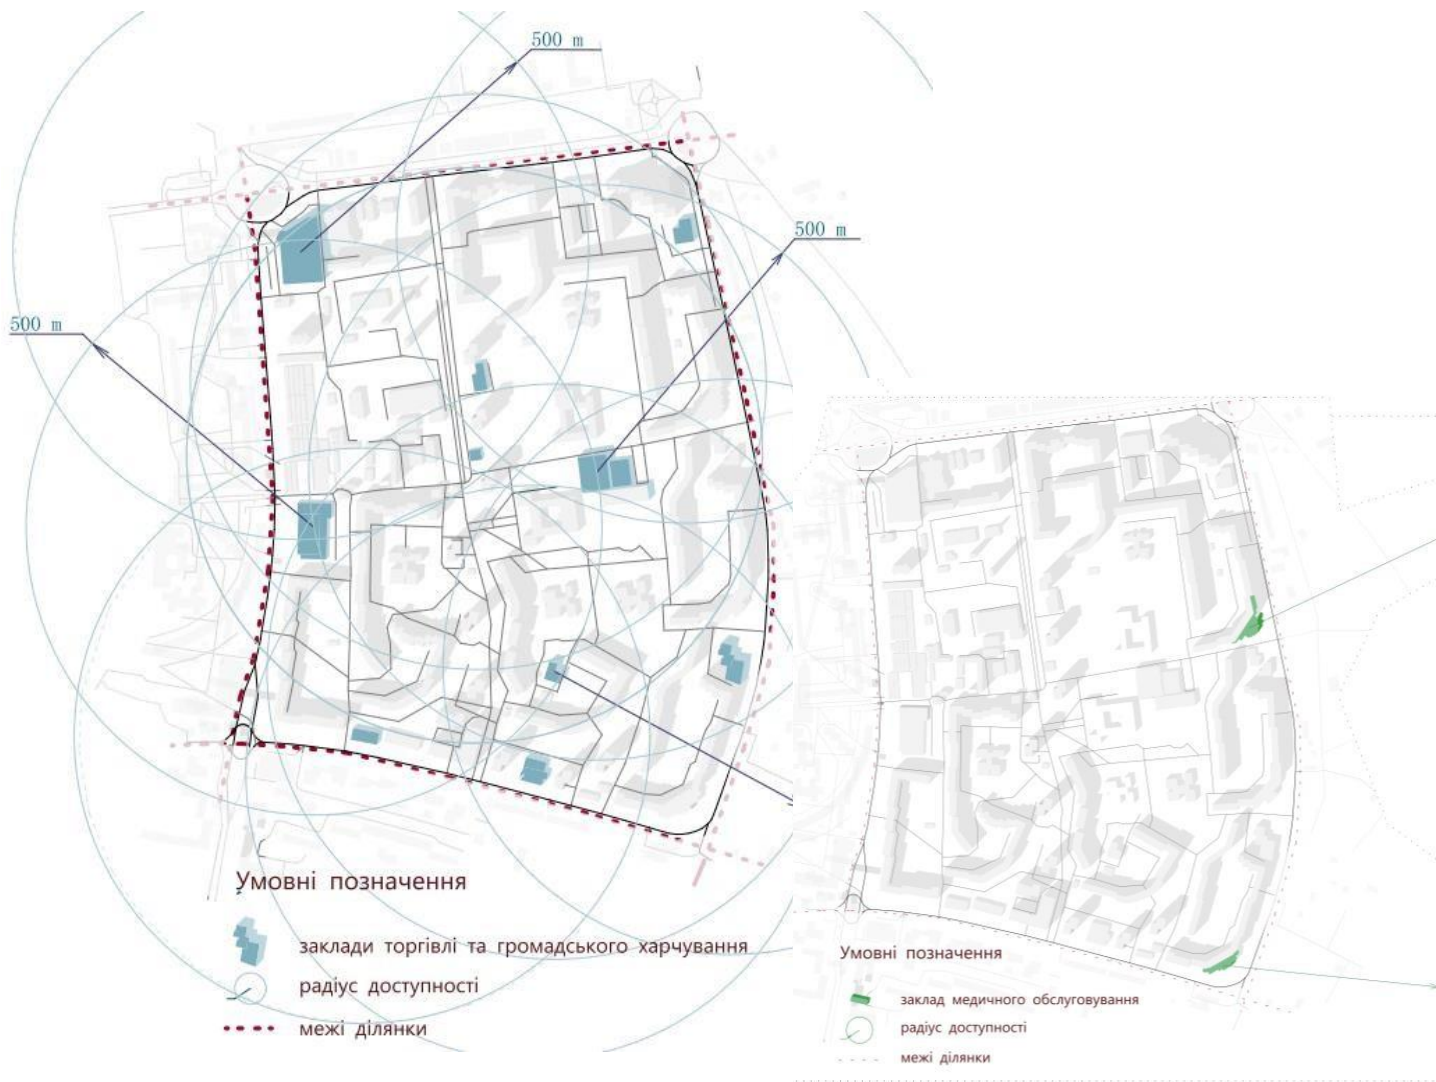 500 m
500 m
500 m
Умовні позначення
заклади торгівлі та громадського харчування
радіус доступності
межі ділянки
Умовні позначення
заклад медичного обслуговування
радіус доступності
межі ділянки